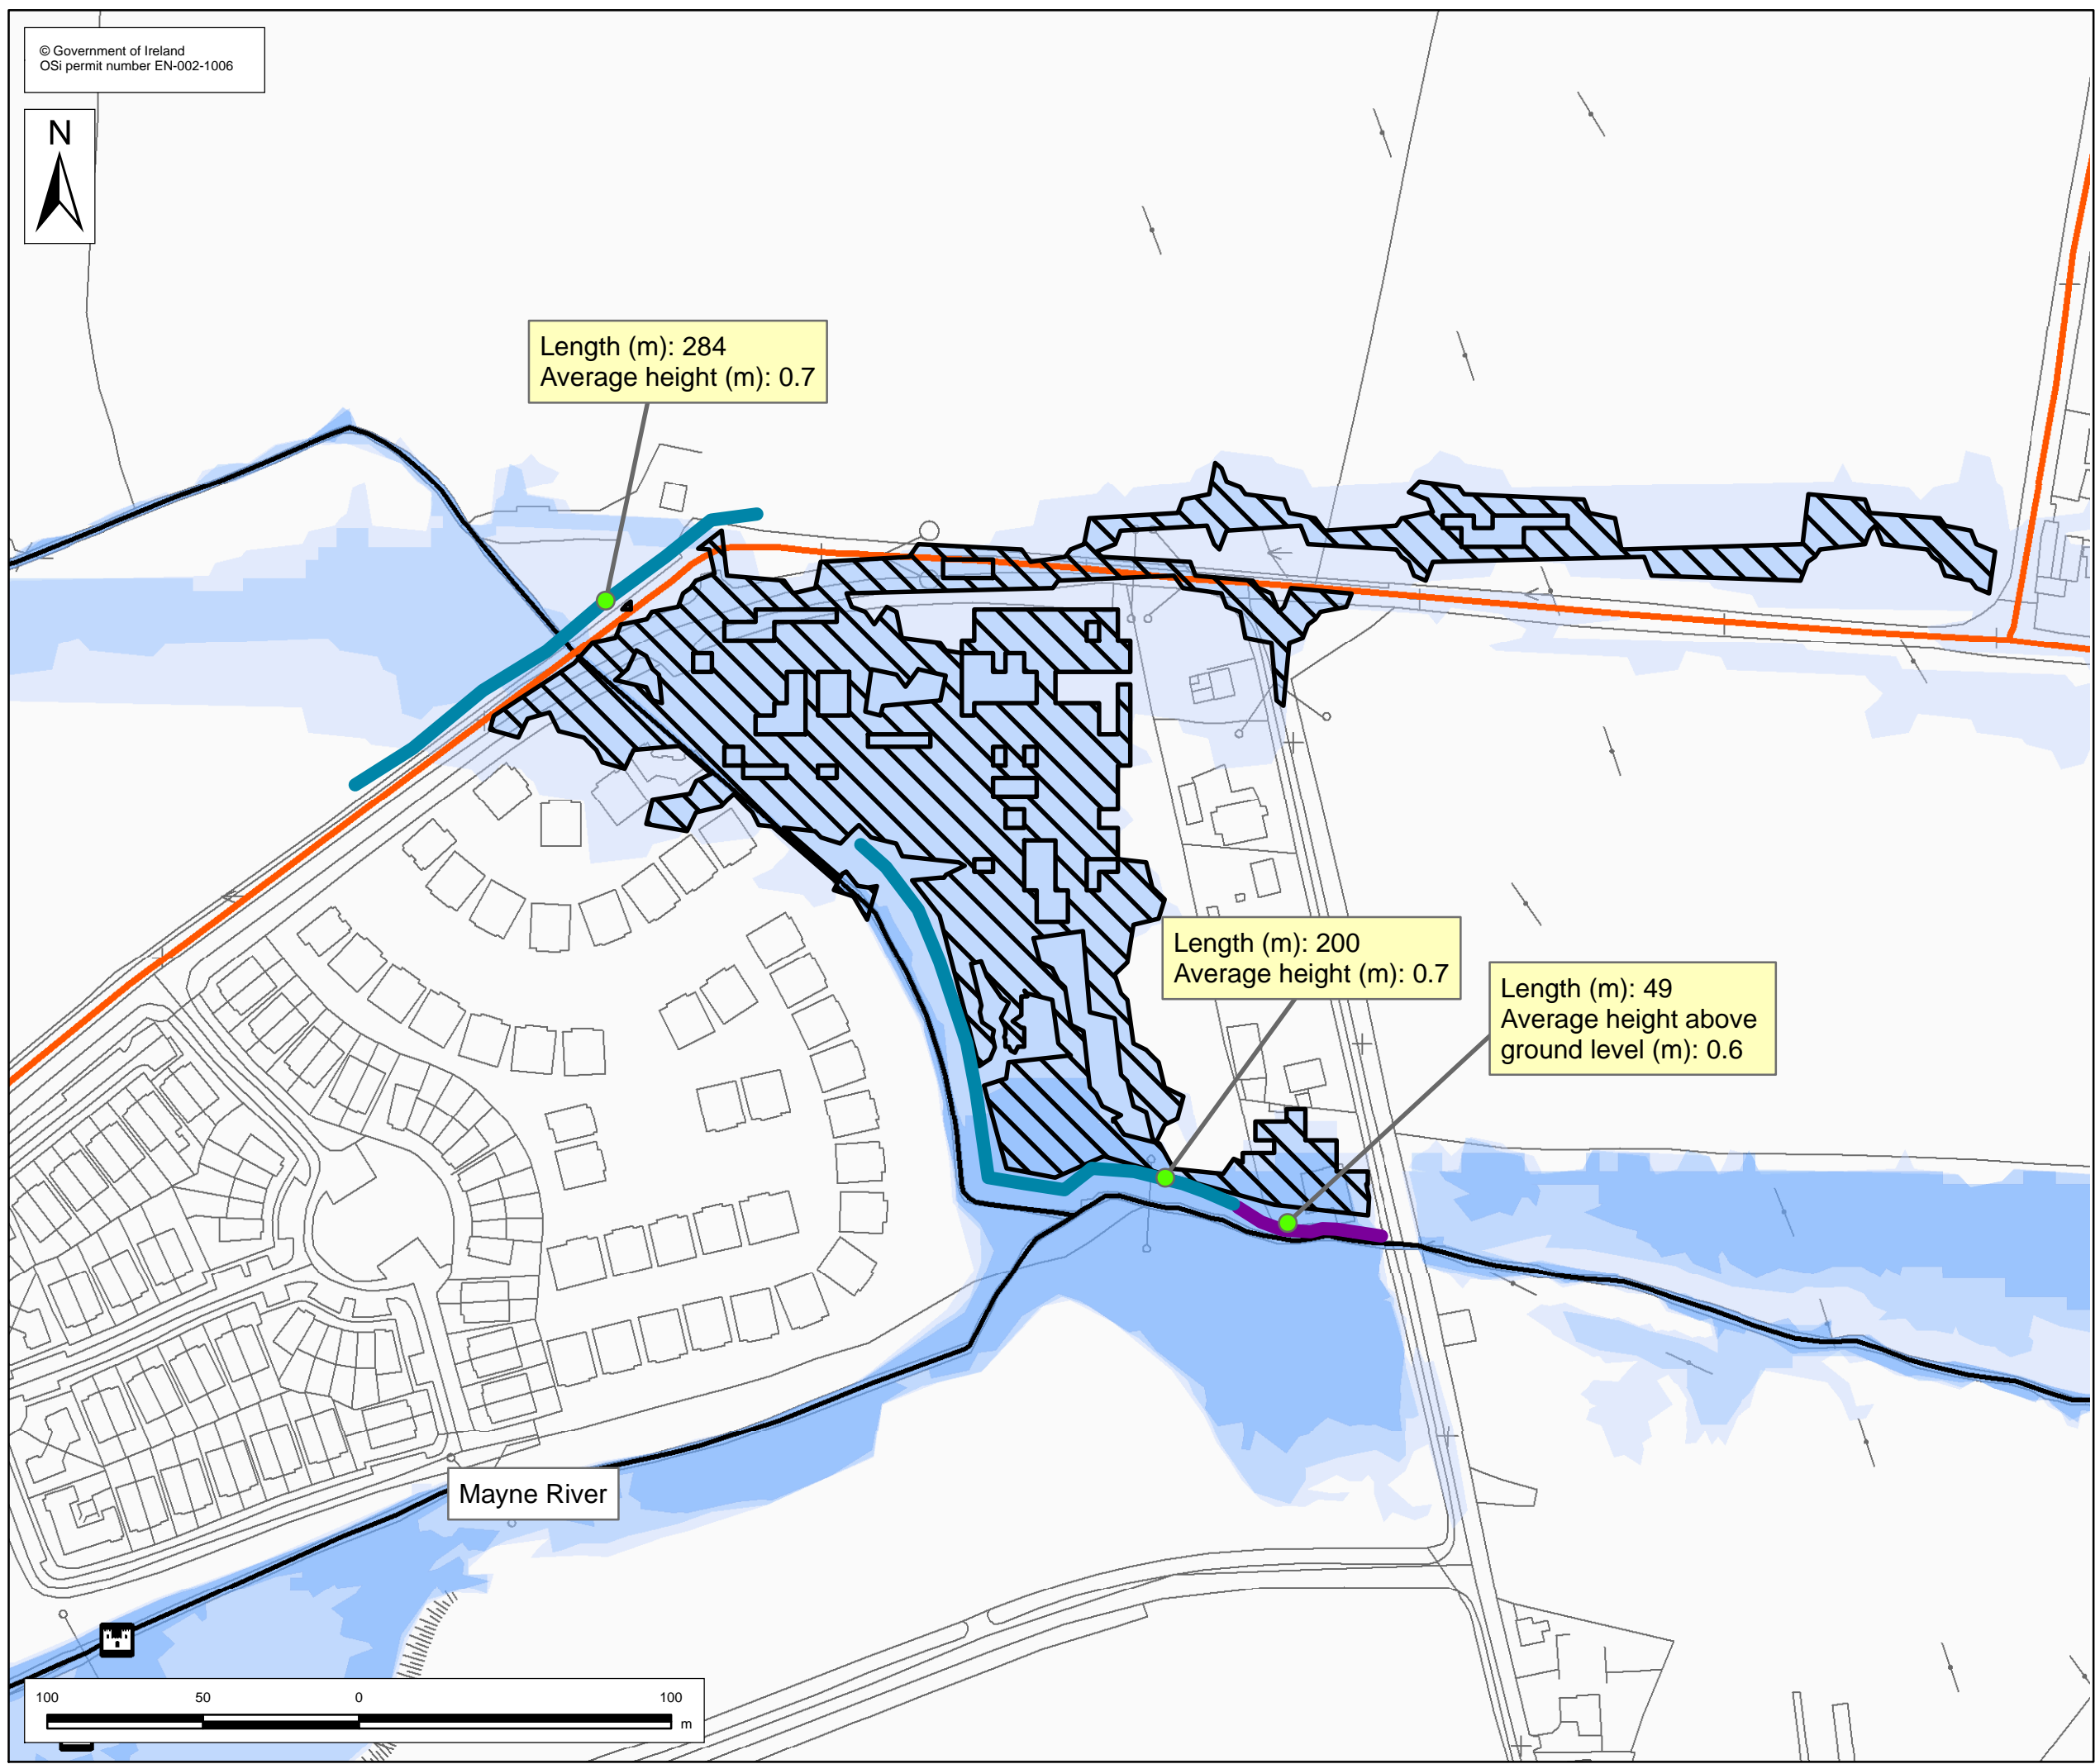 © Government of Ireland
OSi permit number EN-002-1006
N
Length (m): 284
Average height (m): 0.7
Length (m): 200
Average height (m): 0.7
Length (m): 49
Average height above
ground level (m): 0.6
Mayne River
100 50 0 100
m